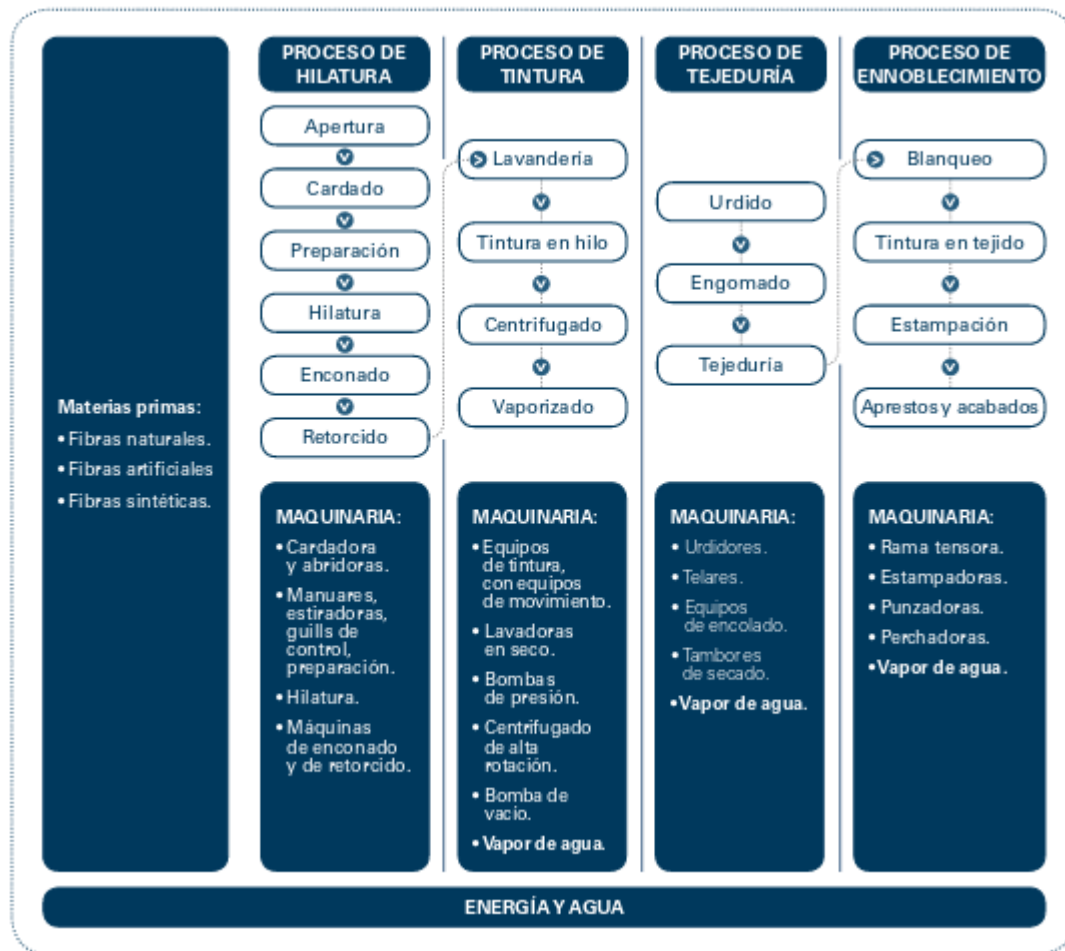 Materias primas:
• Fibras naturales.
• Fibras artificiales
• Fibras sintéticas.
PROCESO DE
HILATURA
Apertura
Cardado
Preparación
Hilatura
Enconado
Retorcido
MAQUINARIA:
• Cardadora
y abridoras.
• Manuares,
estiradoras,
guills de
control,
preparación.
• Hilatura.
• Máquinas
de enconado
y de retorcido.
PROCESO DE
TINTURA
Lavandería
Tintura en hilo
Centrifugado
Vaporizado
MAQUINARIA:
• Equipos
de tintura,
con equipos
de movimiento.
• Lavadoras
en seco.
• Bombas
de presión.
• Centrifugado
de alta
rotación.
• Bomba de
vacio.
• Vapor de agua.
PROCESO DE
TEJEDURÍA
Urdido
Engomado
Tejeduría
MAQUINARIA:
• Urdidores.
• Telares.
• Equipos
de encolado.
• Tambores
de secado.
• Vapor de agua.
PROCESO DE
ENNOBLECIMIENTO
Blanqueo
Tintura en tejido
Estampación
Aprestos y acabados
MAQUINARIA:
• Rama tensora.
• Estampadoras.
• Punzadoras.
• Perchadoras.
• Vapor de agua.
ENERGÍA Y AGUA